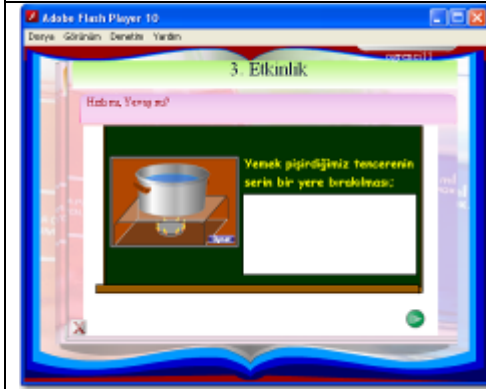 Adobe Flash Player 10
Dosya Görünüm Denetim Yardım
3. Etkinlik
Hızlı mı, Yavaş mı?
Yemek pişirdiğimiz tencerenin
serin bir yere bırakılması: